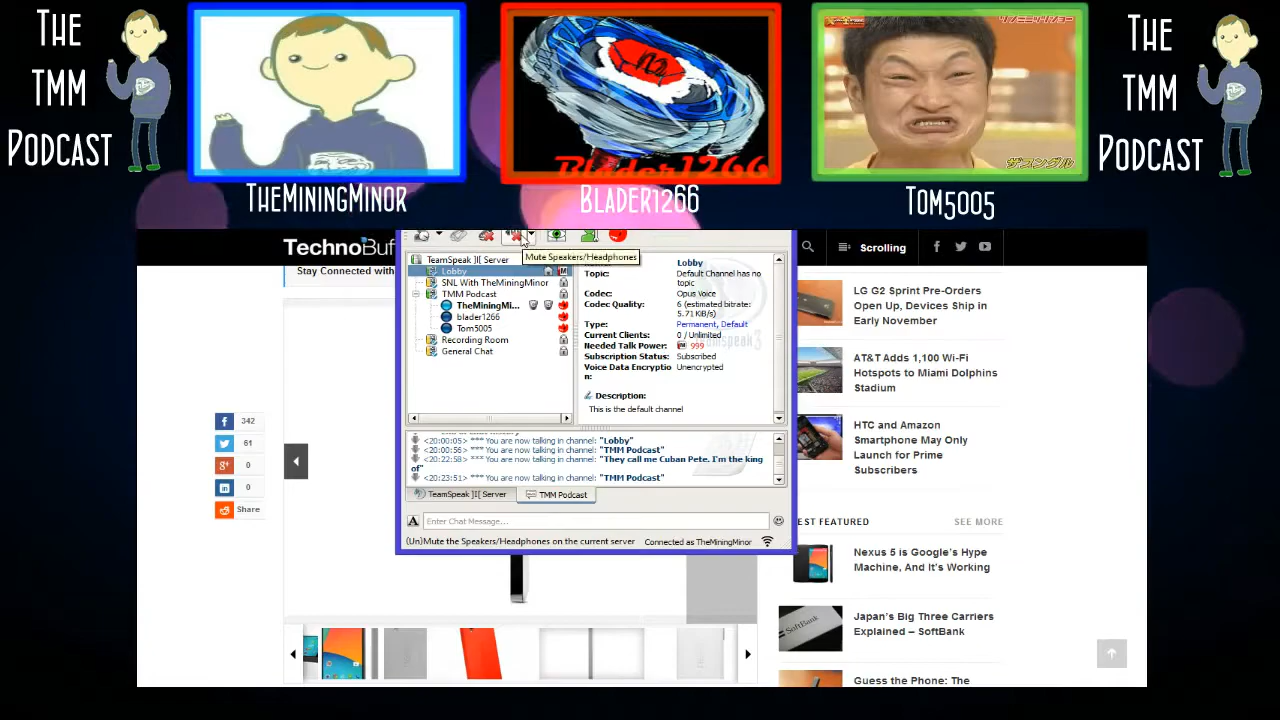 The
TMM
Podcast
TheMiningMinor
Blader1266
Blader1266
Tom5005
The
TMM
Podcast
TechnoBuf
Stay Connected with
Scrolling
Mute Speakers/Headphones
TeamSpeak ]I[ Server
Lobby
SNL With TheMiningMinor
TMM Podcast
TheMiningMi...
blader1266
Tom5005
Recording Room
General Chat
Lobby
Topic: Default Channel has no
topic
Codec: Opus Voice
Codec Quality: 6 (estimated bitrate:
5.71 KiB/s)
Type: Permanent, Default
Current Clients: 0 / Unlimited
Needed Talk Power: 999
Subscription Status: Subscribed
Voice Data Encryptio Unencrypted
n:
Description:
This is the default channel
<20:00:05> *** You are now talking in channel: "Lobby"
<20:00:56> *** You are now talking in channel: "TMM Podcast"
<20:22:58> *** You are now talking in channel: "They call me Cuban Pete. I'm the king
of"
<20:23:51> *** You are now talking in channel: "TMM Podcast"
TeamSpeak ]I[ Server
TMM Podcast
Enter Chat Message...
(Un)Mute the Speakers/Headphones on the current server
Connected as TheMiningMinor
342
61
0
0
Share
LG G2 Sprint Pre-Orders
Open Up, Devices Ship in
Early November
AT&T Adds 1,100 Wi-Fi
Hotspots to Miami Dolphins
Stadium
HTC and Amazon
Smartphone May Only
Launch for Prime
Subscribers
EST FEATURED
SEE MORE
Nexus 5 is Google's Hype
Machine, And It's Working
SoftBank
Japan's Big Three Carriers
Explained – SoftBank
Guess the Phone: The